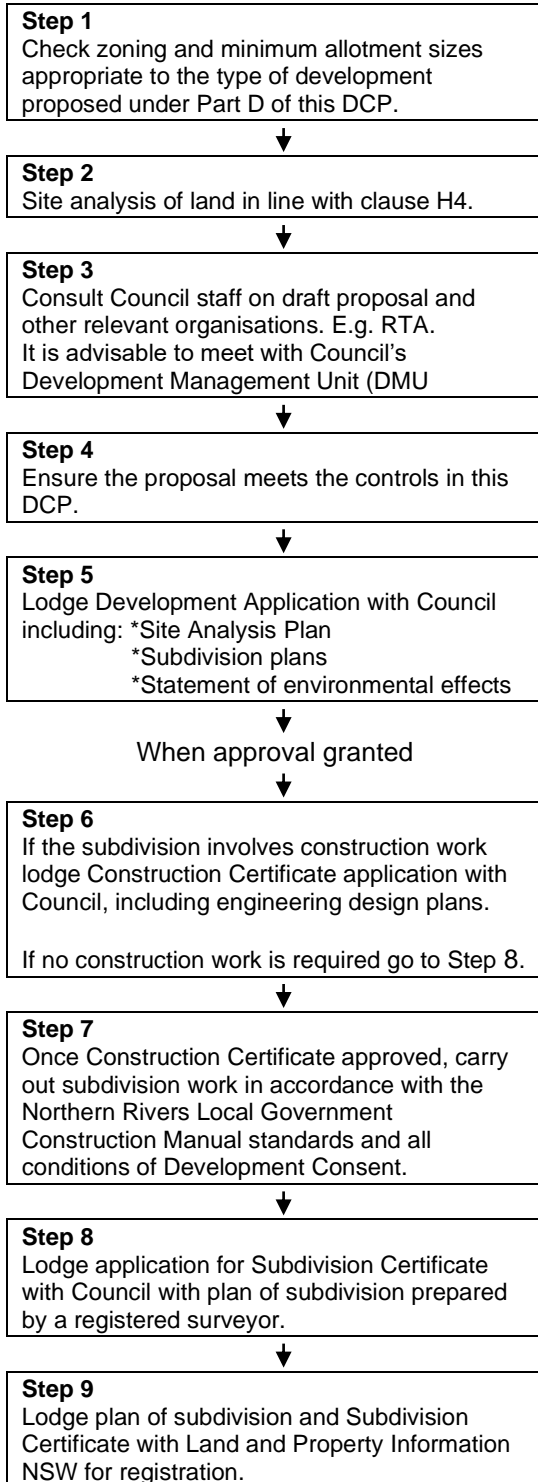 Step 1
Check zoning and minimum allotment sizes
appropriate to the type of development
proposed under Part D of this DCP.
Step 2
Site analysis of land in line with clause H4.
Step 3
Consult Council staff on draft proposal and
other relevant organisations. E.g. RTA.
It is advisable to meet with Council's
Development Management Unit (DMU
Step 4
Ensure the proposal meets the controls in this
DCP.
Step 5
Lodge Development Application with Council
including: *Site Analysis Plan
*Subdivision plans
*Statement of environmental effects
When approval granted
Step 6
If the subdivision involves construction work
lodge Construction Certificate application with
Council, including engineering design plans.
If no construction work is required go to Step 8.
Step 7
Once Construction Certificate approved, carry
out subdivision work in accordance with the
Northern Rivers Local Government
Construction Manual standards and all
conditions of Development Consent.
Step 8
Lodge application for Subdivision Certificate
with Council with plan of subdivision prepared
by a registered surveyor.
Step 9
Lodge plan of subdivision and Subdivision
Certificate with Land and Property Information
NSW for registration.